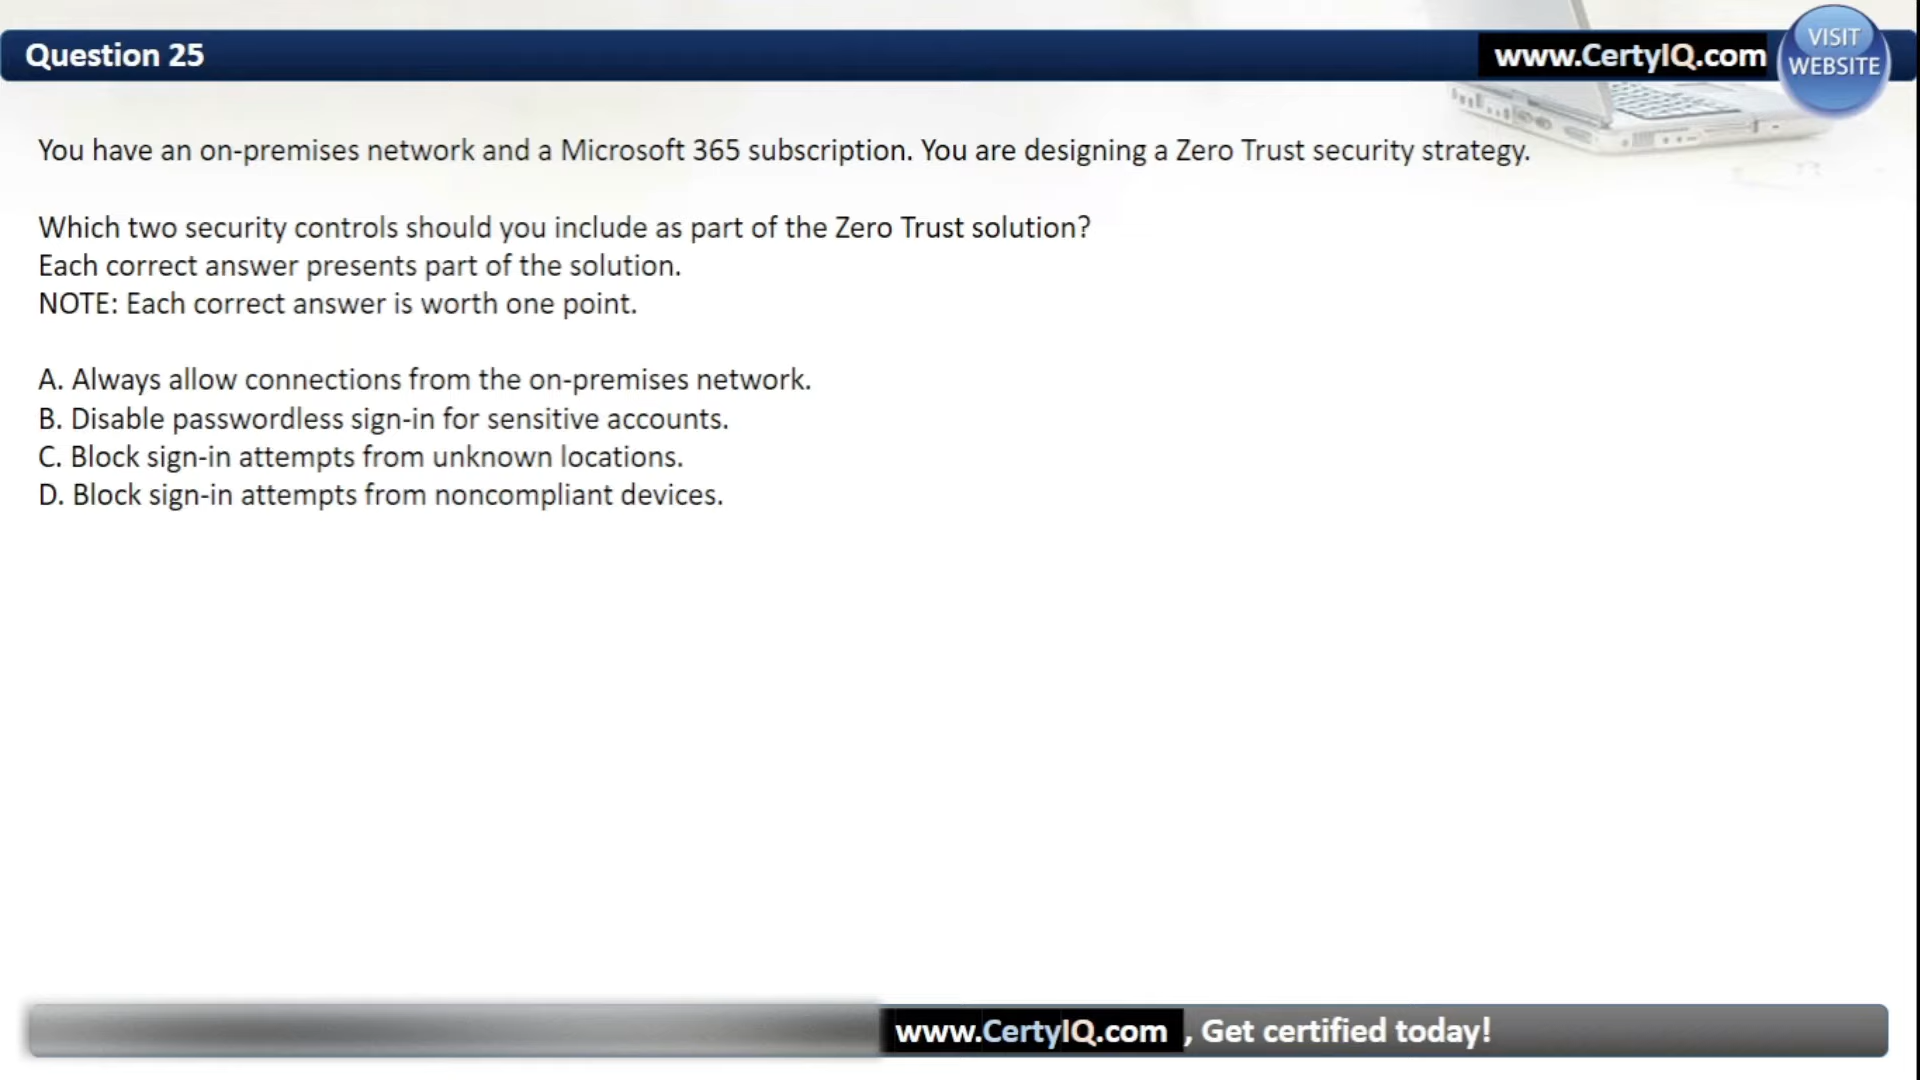 Question 25
www.CertyIQ.com
VISIT
WEBSITE
You have an on-premises network and a Microsoft 365 subscription. You are designing a Zero Trust security strategy.
Which two security controls should you include as part of the Zero Trust solution?
Each correct answer presents part of the solution.
NOTE: Each correct answer is worth one point.
A. Always allow connections from the on-premises network.
B. Disable passwordless sign-in for sensitive accounts.
C. Block sign-in attempts from unknown locations.
D. Block sign-in attempts from noncompliant devices.
www.CertyIQ.com , Get certified today!